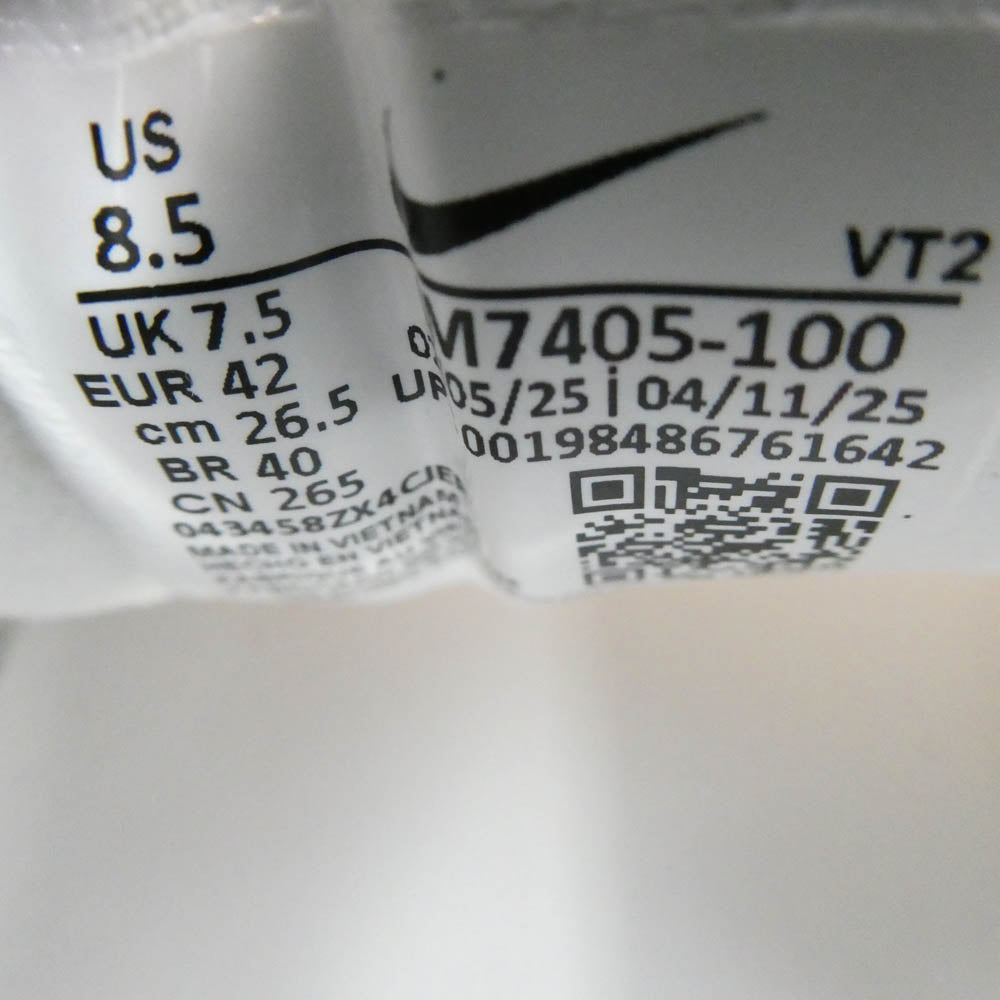 US
8.5
VT2
UK 7.5
EUR 42
cm 26.5
BR 40
CN 265
043458ZX4CJE
MADE IN VIETNAM
M7405-100
05/25 | 04/11/25
00198486761642